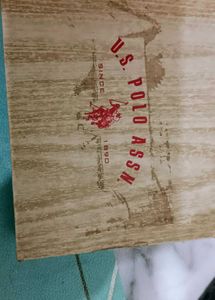 U.S. POLO ASSN.
SINCE 1890